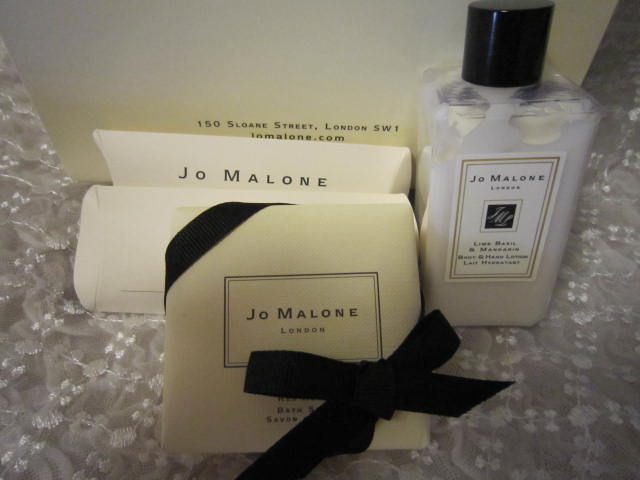 150 Sloane Street, London SW1
jomalone.com
Jo Malone
Jo Malone
London
Bath
Savon
Jo Malone
London
Lime Basil
& Mandarin
Body & Hand Lotion
Lait Hydratant